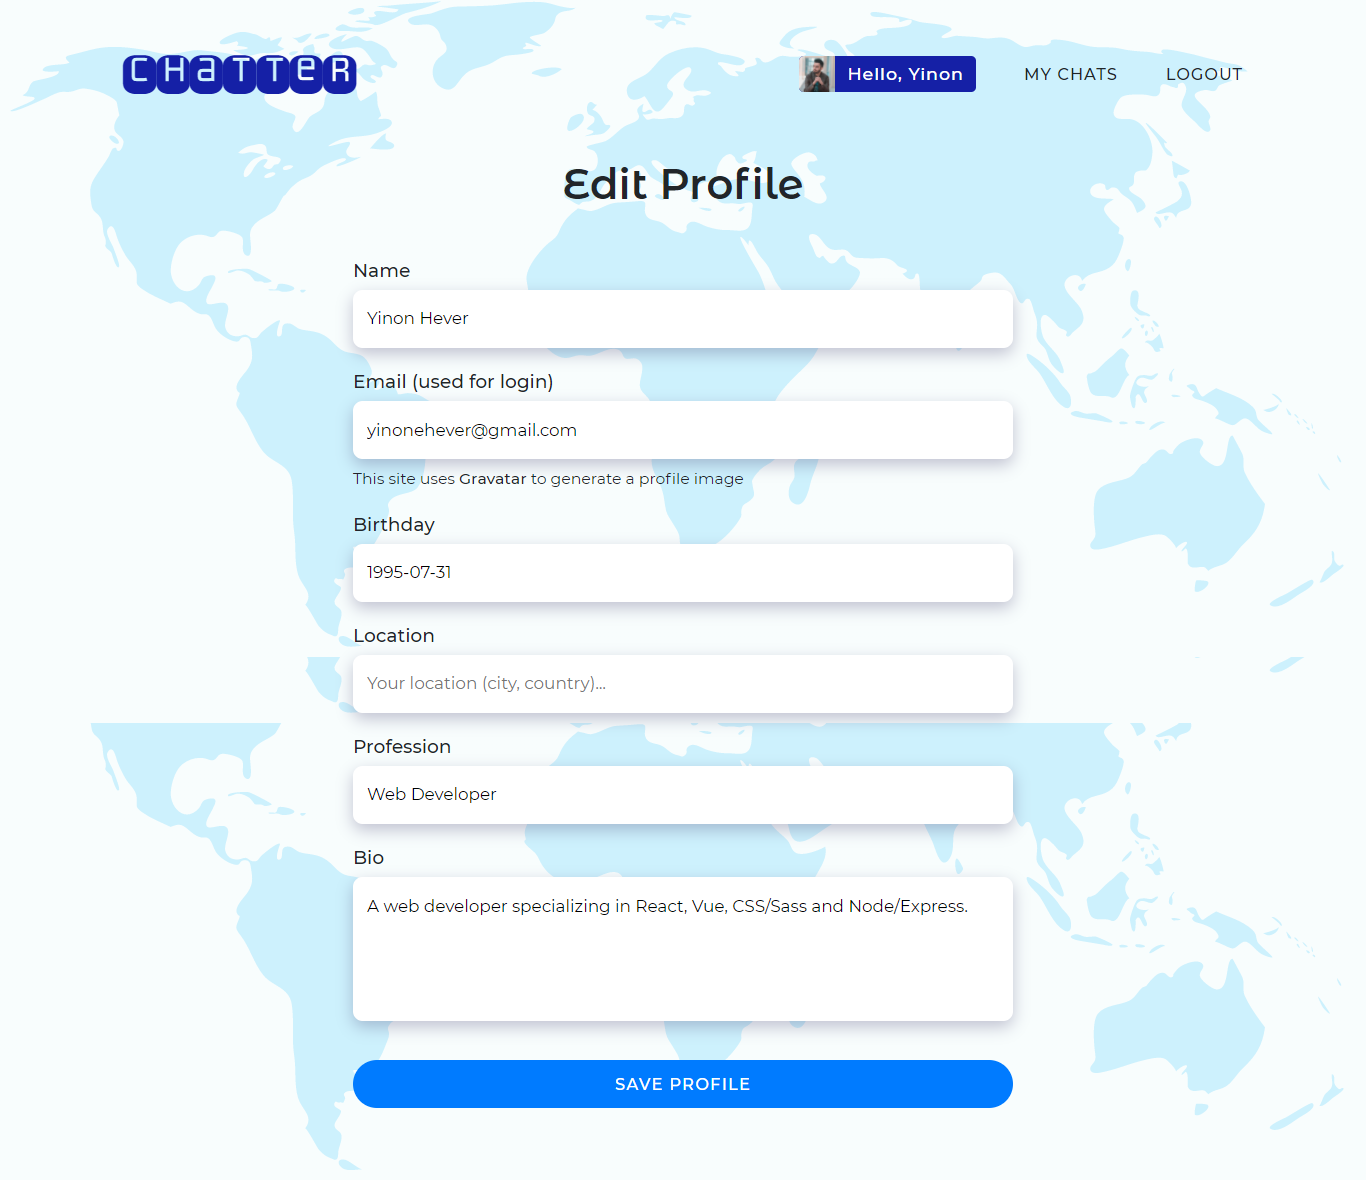 CHaTTeR
Hello, Yinon
MY CHATS
LOGOUT
Edit Profile
Name
Yinon Hever
Email (used for login)
yinonehever@gmail.com
This site uses Gravatar to generate a profile image
Birthday
1995-07-31
Location
Your location (city, country)...
Profession
Web Developer
Bio
A web developer specializing in React, Vue, CSS/Sass and Node/Express.
SAVE PROFILE